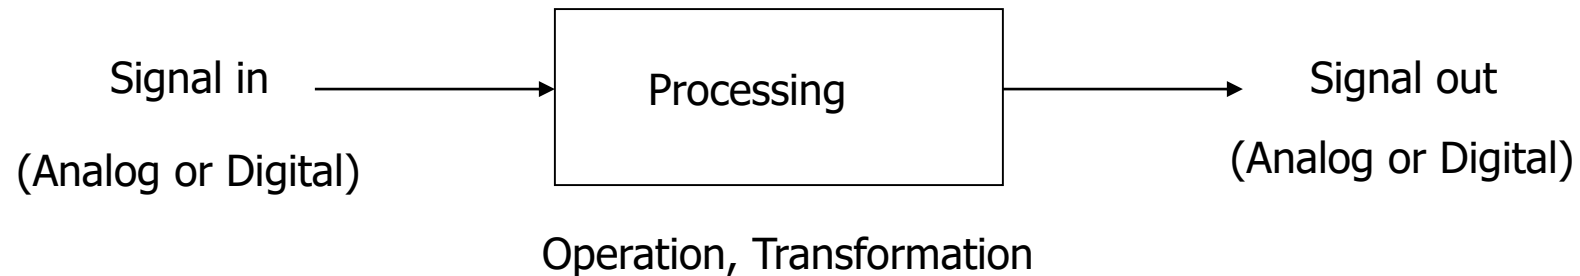 Signal in
(Analog or Digital)
Processing
Operation, Transformation
Signal out
(Analog or Digital)